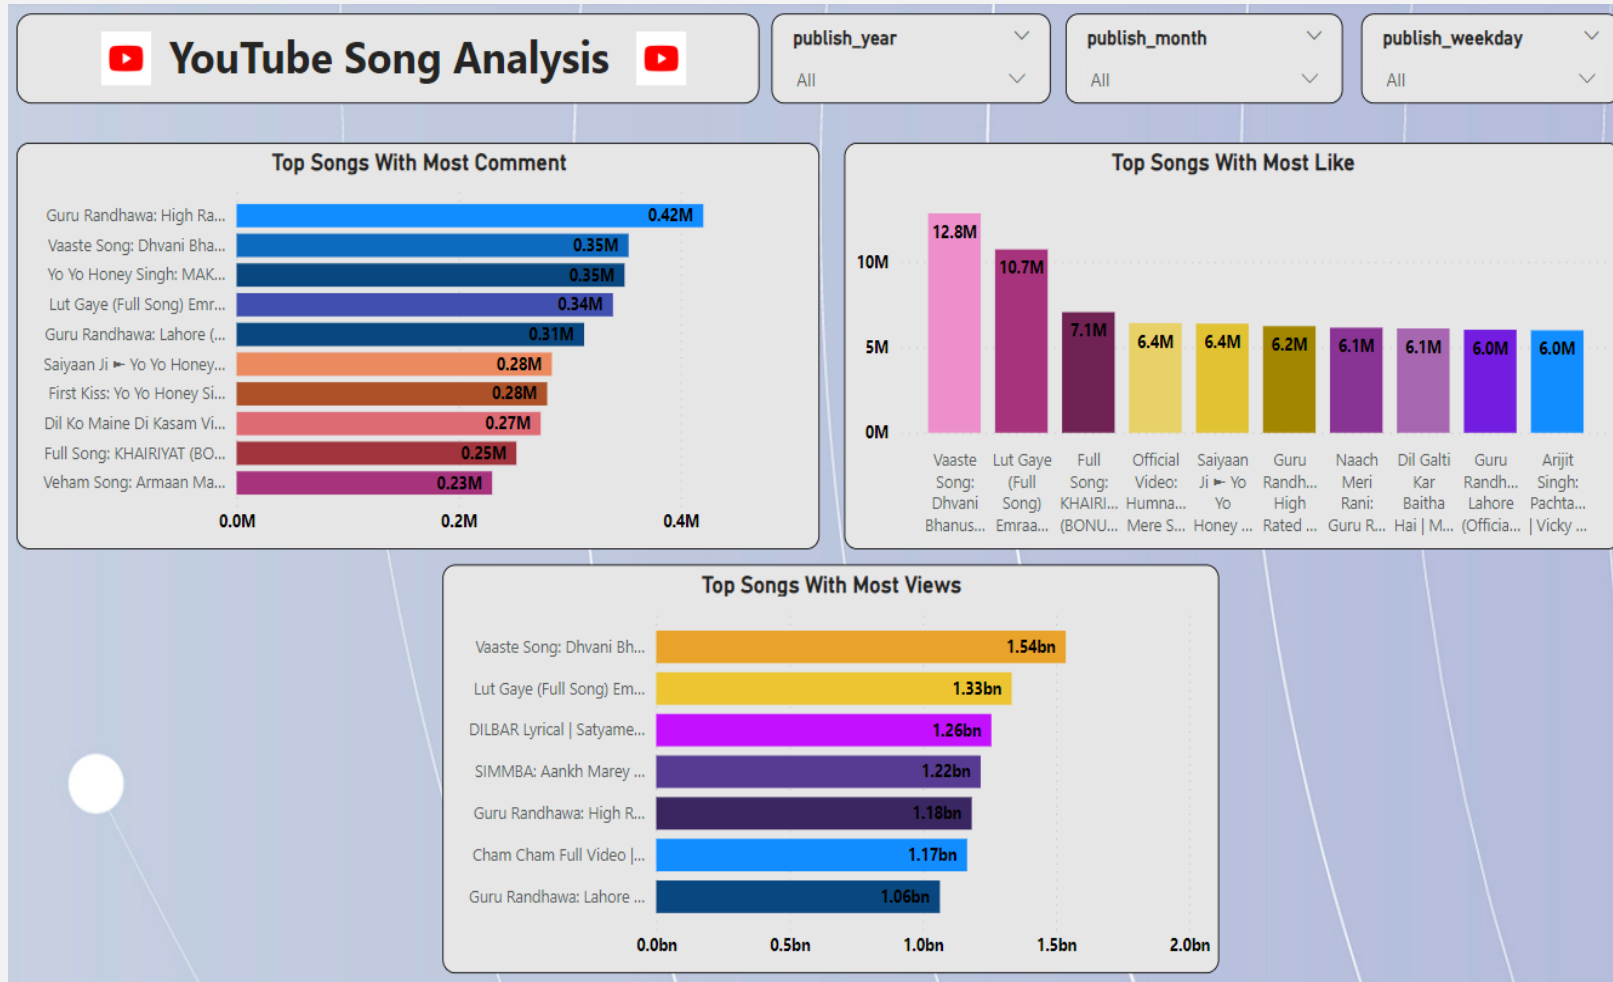 YouTube Song Analysis
publish_year
All
publish_month
All
publish_weekday
All
Top Songs With Most Comment
Guru Randhawa: High Ra... 0.42M
Vaaste Song: Dhvani Bha... 0.35M
Yo Yo Honey Singh: MAK... 0.35M
Lut Gaye (Full Song) Emr... 0.34M
Guru Randhawa: Lahore (... 0.31M
Saiyaan Ji ► Yo Yo Honey... 0.28M
First Kiss: Yo Yo Honey Si... 0.28M
Dil Ko Maine Di Kasam Vi... 0.27M
Full Song: KHAIRIYAT (BO... 0.25M
Veham Song: Armaan Ma... 0.23M
0.0M 0.2M 0.4M
Top Songs With Most Like
10M
5M
0M
12.8M 10.7M 7.1M 6.4M 6.4M 6.2M 6.1M 6.1M 6.0M 6.0M
Vaaste Lut Gaye Full Official Saiyaan Guru Naach Dil Galti Guru Arijit
Song: (Full Song: Video: Ji ► Yo Randh... Meri Kar Randh... Singh:
Dhvani Song) KHAIRI... Humna... Yo High Rani: Baitha Lahore Pachta...
Bhanus... Emraa... (BONU... Mere S... Honey ... Rated ... Guru R... Hai | M... (Officia... | Vicky ...
Top Songs With Most Views
Vaaste Song: Dhvani Bh... 1.54bn
Lut Gaye (Full Song) Em... 1.33bn
DILBAR Lyrical | Satyame... 1.26bn
SIMMBA: Aankh Marey ... 1.22bn
Guru Randhawa: High R... 1.18bn
Cham Cham Full Video |... 1.17bn
Guru Randhawa: Lahore ... 1.06bn
0.0bn 0.5bn 1.0bn 1.5bn 2.0bn